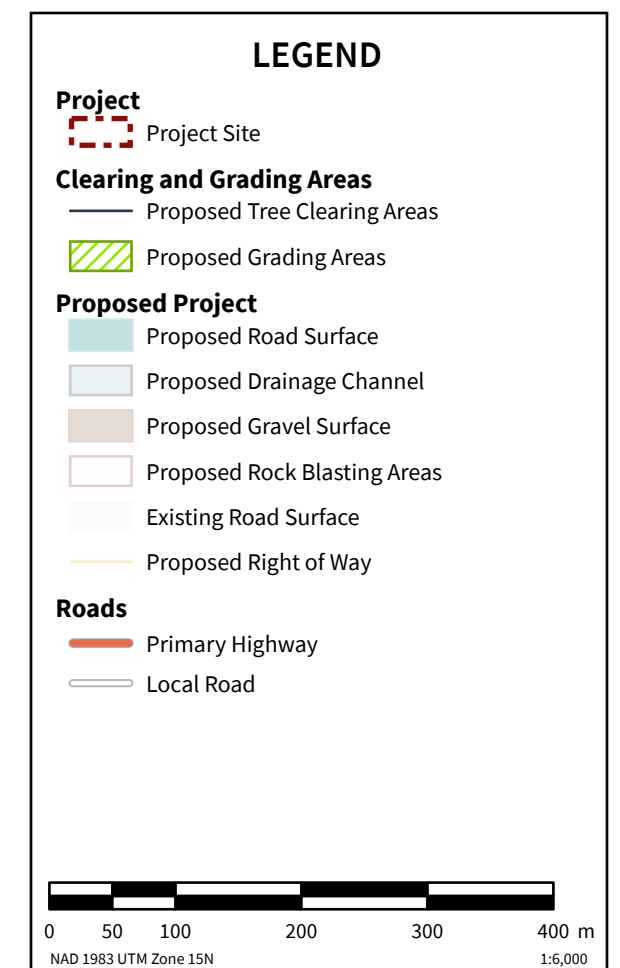 LEGEND
Project
Project Site
Clearing and Grading Areas
Proposed Tree Clearing Areas
Proposed Grading Areas
Proposed Project
Proposed Road Surface
Proposed Drainage Channel
Proposed Gravel Surface
Proposed Rock Blasting Areas
Existing Road Surface
Proposed Right of Way
Roads
Primary Highway
Local Road
0 50 100 200 300 400 m
NAD 1983 UTM Zone 15N 1:6,000